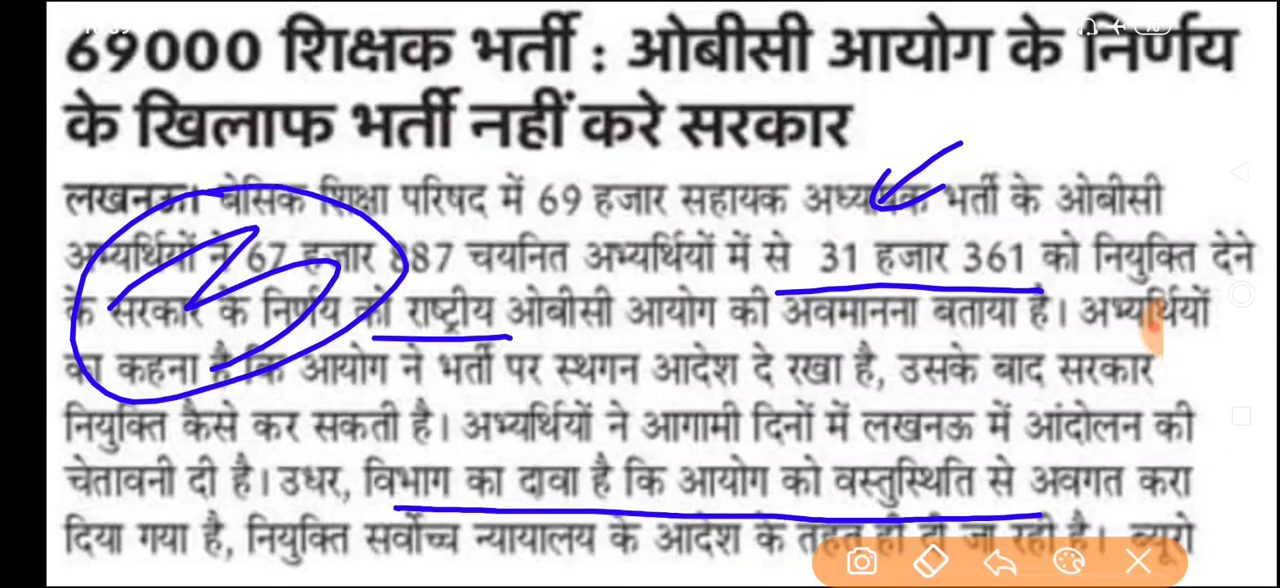 69000 शिक्षक भर्ती : ओबीसी आयोग के निर्णय
के खिलाफ भर्ती नहीं करे सरकार
लखनऊ। बेसिक शिक्षा परिषद में 69 हजार सहायक अध्यापक भर्ती के ओबीसी
अभ्यर्थियों ने 67 हजार 887 चयनित अभ्यर्थियों में से 31 हजार 361 को नियुक्ति देने
के सरकार के निर्णय को राष्ट्रीय ओबीसी आयोग की अवमानना बताया है। अभ्यर्थियों
का कहना है कि आयोग ने भर्ती पर स्थगन आदेश दे रखा है, उसके बाद सरकार
नियुक्ति कैसे कर सकती है। अभ्यर्थियों ने आगामी दिनों में लखनऊ में आंदोलन की
चेतावनी दी है। उधर, विभाग का दावा है कि आयोग को वस्तुस्थिति से अवगत करा
दिया गया है, नियुक्ति सर्वोच्च न्यायालय के आदेश के तहत ही दी जा रही है। ब्यूरो